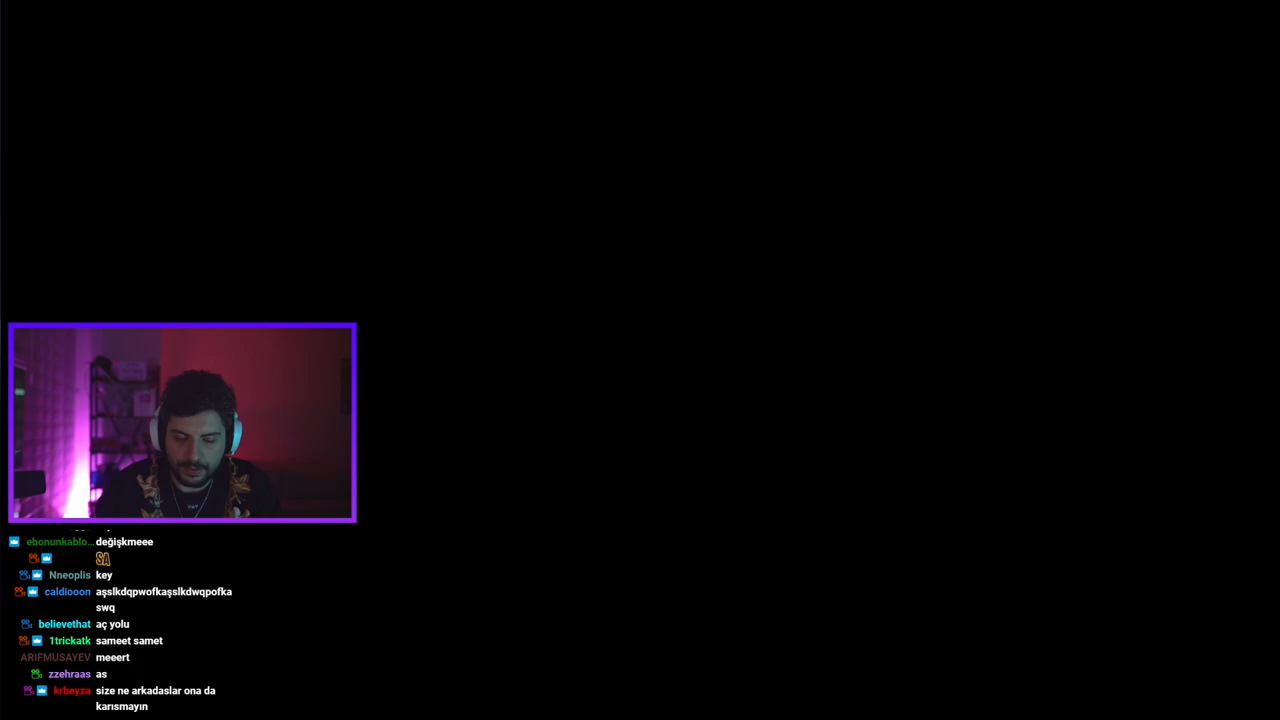 ebonunkablo... değişkmeee
SA
Nneoplis key
caldiooon aşslkdqpwofkaşslkdwqpofka
swq
believethat aç yolu
1trickatk sameet samet
ARIFMUSAYEV meeert
zzehraas as
krbeyza size ne arkadaslar ona da
karısmayın